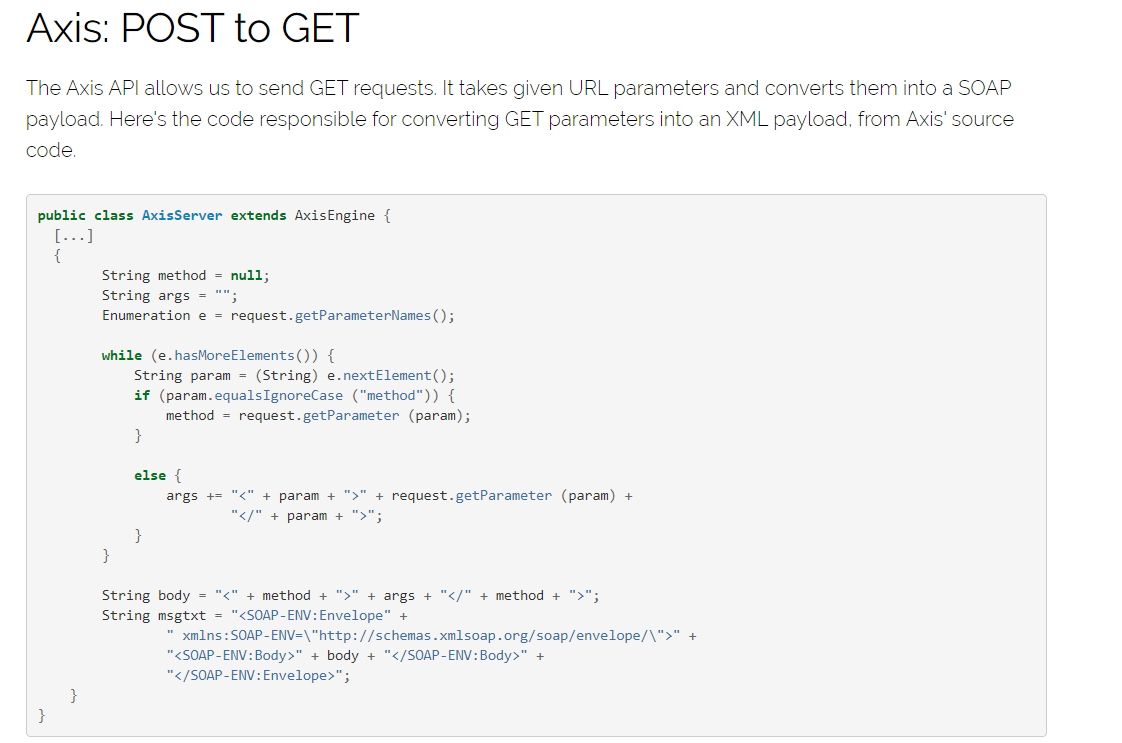 Axis: POST to GET
The Axis API allows us to send GET requests. It takes given URL parameters and converts them into a SOAP
payload. Here's the code responsible for converting GET parameters into an XML payload, from Axis' source
code.
public class AxisServer extends AxisEngine {
  [...]
  {
        String method = null;
        String args = "";
        Enumeration e = request.getParameterNames();
        while (e.hasMoreElements()) {
            String param = (String) e.nextElement();
            if (param.equalsIgnoreCase ("method")) {
                method = request.getParameter (param);
            }
            else {
                args += "<" + param + ">" + request.getParameter (param) +
                        "</" + param + ">";
            }
        }
        String body = "<" + method + ">" + args + "</" + method + ">";
        String msgtxt = "<SOAP-ENV:Envelope" +
                " xmlns:SOAP-ENV=\"http://schemas.xmlsoap.org/soap/envelope/\">" +
                "<SOAP-ENV:Body>" + body + "</SOAP-ENV:Body>" +
                "</SOAP-ENV:Envelope>";
    }
}